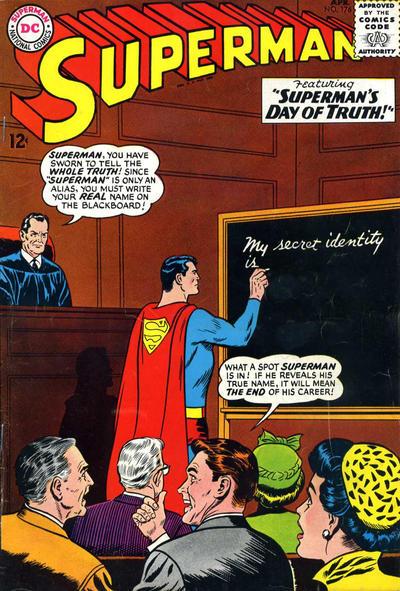 SUPERMAN
DC
NATIONAL COMICS
SUPERMAN
APR.
NO. 176
APPROVED
BY THE
COMICS
CODE
AUTHORITY
12¢
Featuring
"SUPERMAN'S
DAY OF TRUTH!"
SUPERMAN, YOU HAVE
SWORN TO TELL THE
WHOLE TRUTH! SINCE
"SUPERMAN" IS ONLY AN
ALIAS, YOU MUST WRITE
YOUR REAL NAME ON
THE BLACKBOARD!
My secret identity
is
WHAT A SPOT SUPERMAN
IS IN! IF HE REVEALS HIS
TRUE NAME, IT WILL MEAN
THE END OF HIS CAREER!